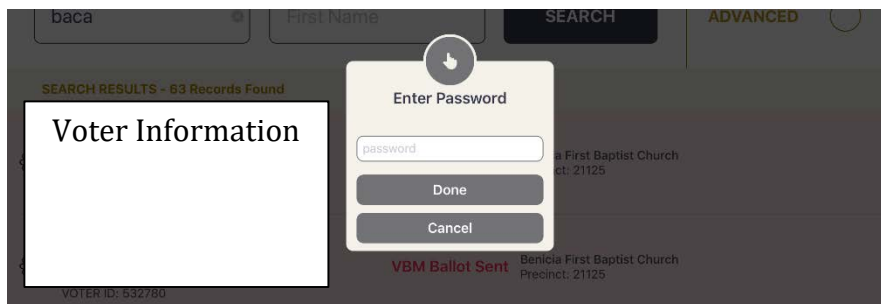 baca
First Name
SEARCH
ADVANCED
SEARCH RESULTS - 63 Records Found
Enter Password
Voter Information
password
a First Baptist Church
ct: 21125
Done
Cancel
VBM Ballot Sent
Benicia First Baptist Church
Precinct: 21125
VOTER ID: 532780